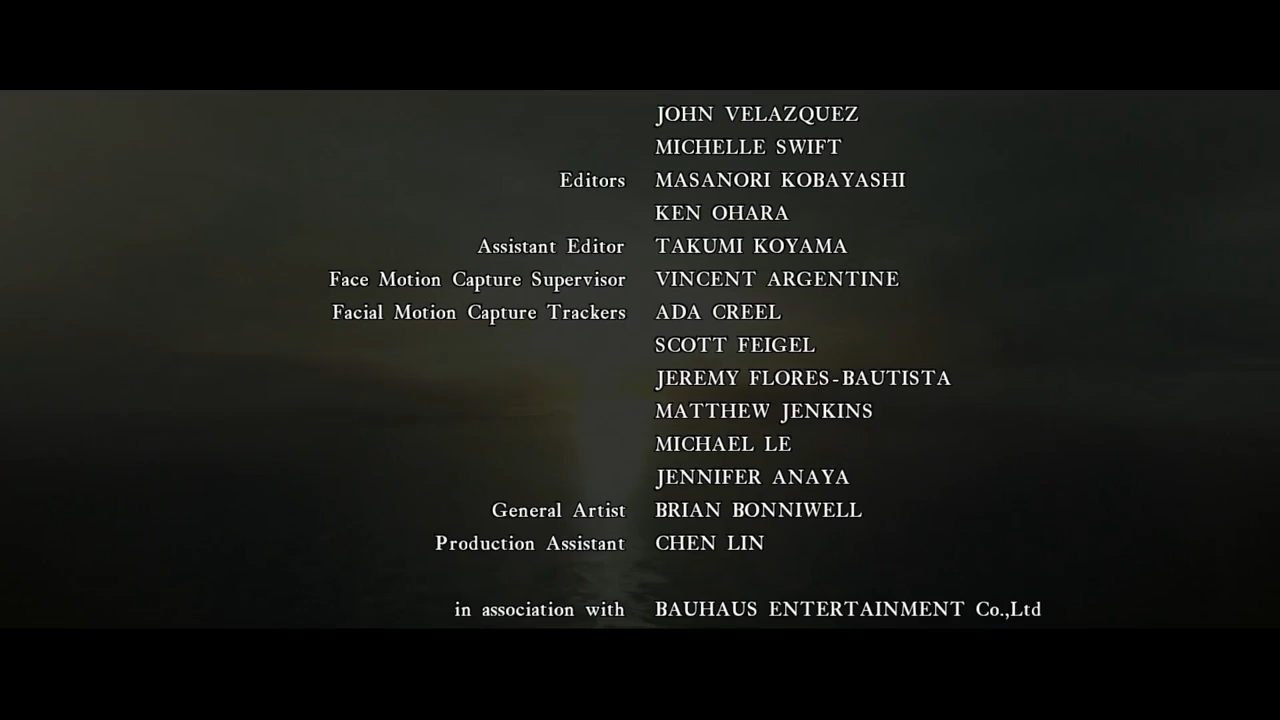 JOHN VELAZQUEZ
MICHELLE SWIFT
Editors MASANORI KOBAYASHI
KEN OHARA
Assistant Editor TAKUMI KOYAMA
Face Motion Capture Supervisor VINCENT ARGENTINE
Facial Motion Capture Trackers ADA CREEL
SCOTT FEIGEL
JEREMY FLORES-BAUTISTA
MATTHEW JENKINS
MICHAEL LE
JENNIFER ANAYA
General Artist BRIAN BONNIWELL
Production Assistant CHEN LIN
in association with BAUHAUS ENTERTAINMENT Co.,Ltd